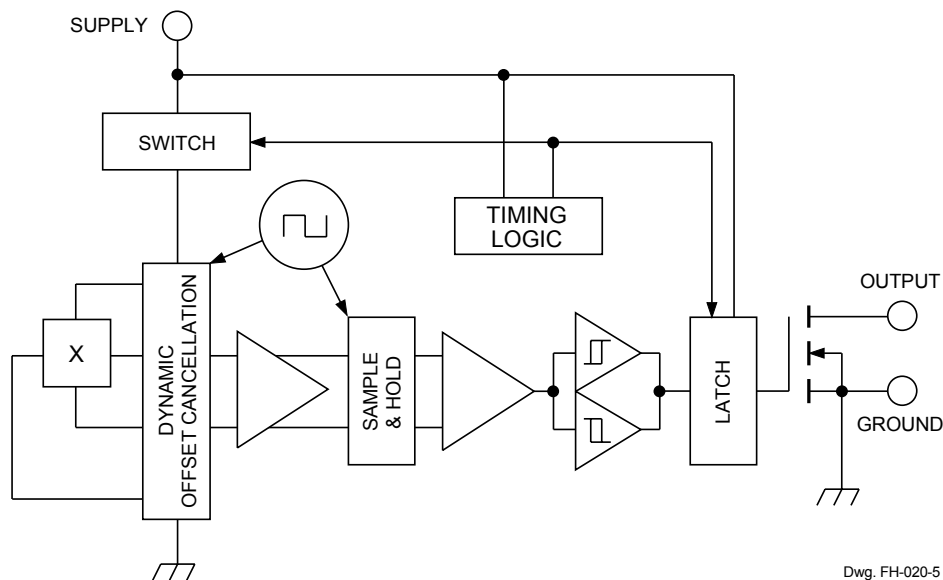 SUPPLY
SWITCH
TIMING
LOGIC
X
DYNAMIC
OFFSET CANCELLATION
SAMPLE
& HOLD
LATCH
OUTPUT
GROUND
Dwg. FH-020-5